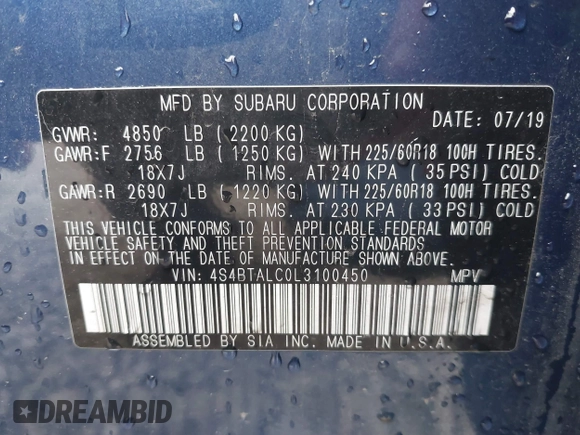 MFD BY SUBARU CORPORATION
DATE: 07/19
GVWR: 4850 LB (2200 KG)
GAWR:F 2756 LB (1250 KG) WITH 225/60R18 100H TIRES.
18X7J RIMS. AT 240 KPA (35 PSI) COLD
GAWR:R 2690 LB (1220 KG) WITH 225/60R18 100H TIRES.
18X7J RIMS. AT 230 KPA (33 PSI) COLD
THIS VEHICLE CONFORMS TO ALL APPLICABLE FEDERAL MOTOR
VEHICLE SAFETY AND THEFT PREVENTION STANDARDS
IN EFFECT ON THE DATE OF MANUFACTURE SHOWN ABOVE.
VIN: 4S4BTALC0L3100450 MPV
ASSEMBLED BY SIA INC. MADE IN U.S.A.
DREAMBID